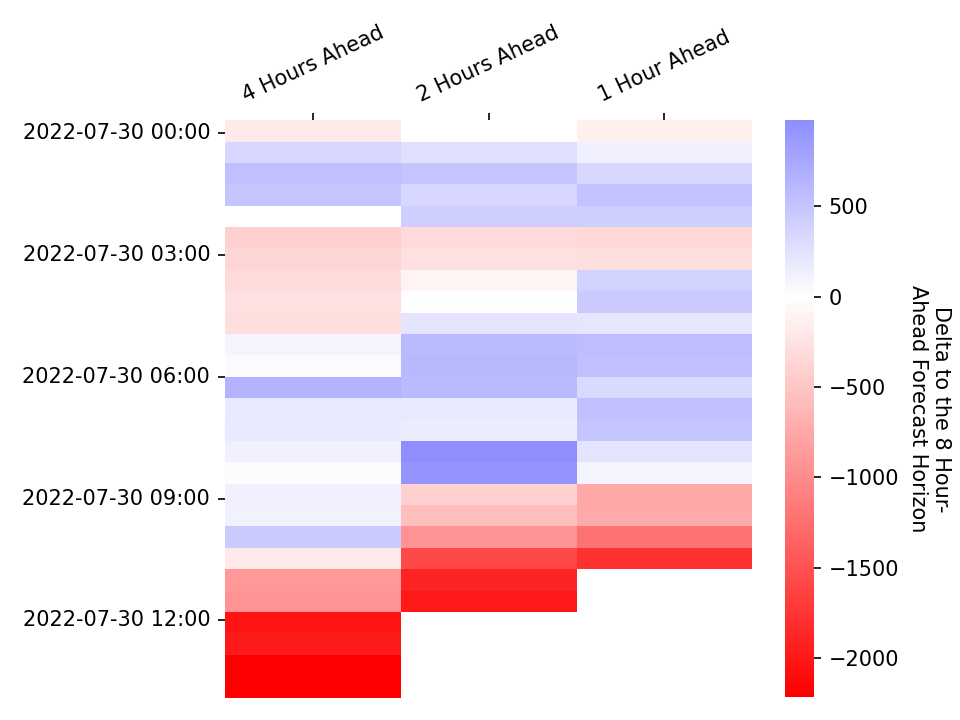 4 Hours Ahead
2 Hours Ahead
1 Hour Ahead
2022-07-30 00:00
2022-07-30 03:00
2022-07-30 06:00
2022-07-30 09:00
2022-07-30 12:00
500
0
−500
−1000
−1500
−2000
Delta to the 8 Hour-
Ahead Forecast Horizon